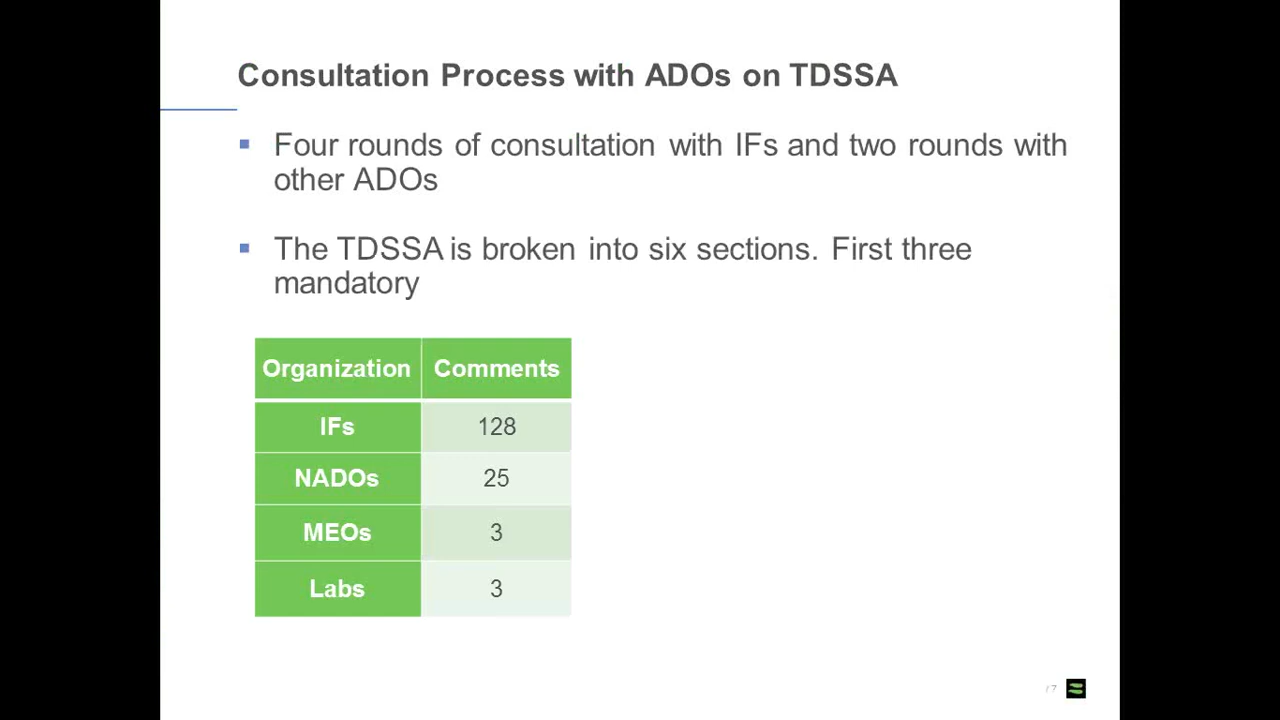 Consultation Process with ADOs on TDSSA
Four rounds of consultation with IFs and two rounds with
other ADOs
The TDSSA is broken into six sections. First three
mandatory
Organization Comments
IFs 128
NADOs 25
MEOs 3
Labs 3
/ 7